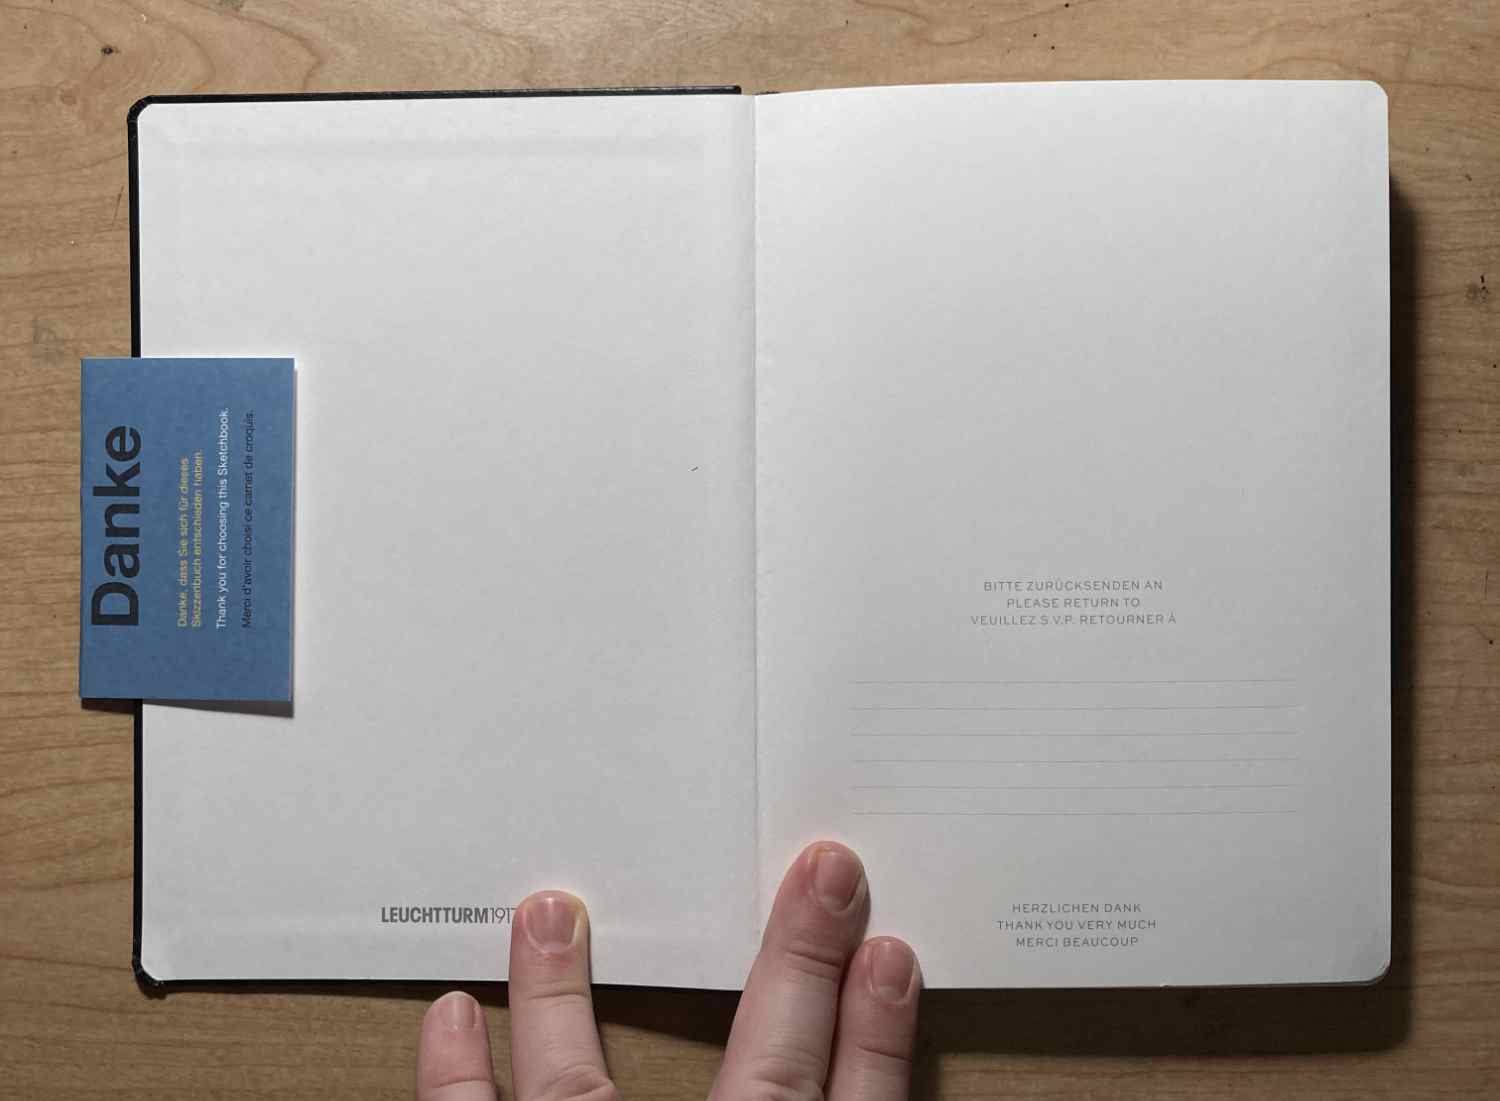 Danke
Danke, dass Sie sich für dieses
Skizzenbuch entschieden haben.
Thank you for choosing this Sketchbook.
Merci d'avoir choisi ce carnet de croquis.
LEUCHTTURM1917
BITTE ZURÜCKSENDEN AN
PLEASE RETURN TO
VEUILLEZ S.V.P. RETOURNER À
HERZLICHEN DANK
THANK YOU VERY MUCH
MERCI BEAUCOUP